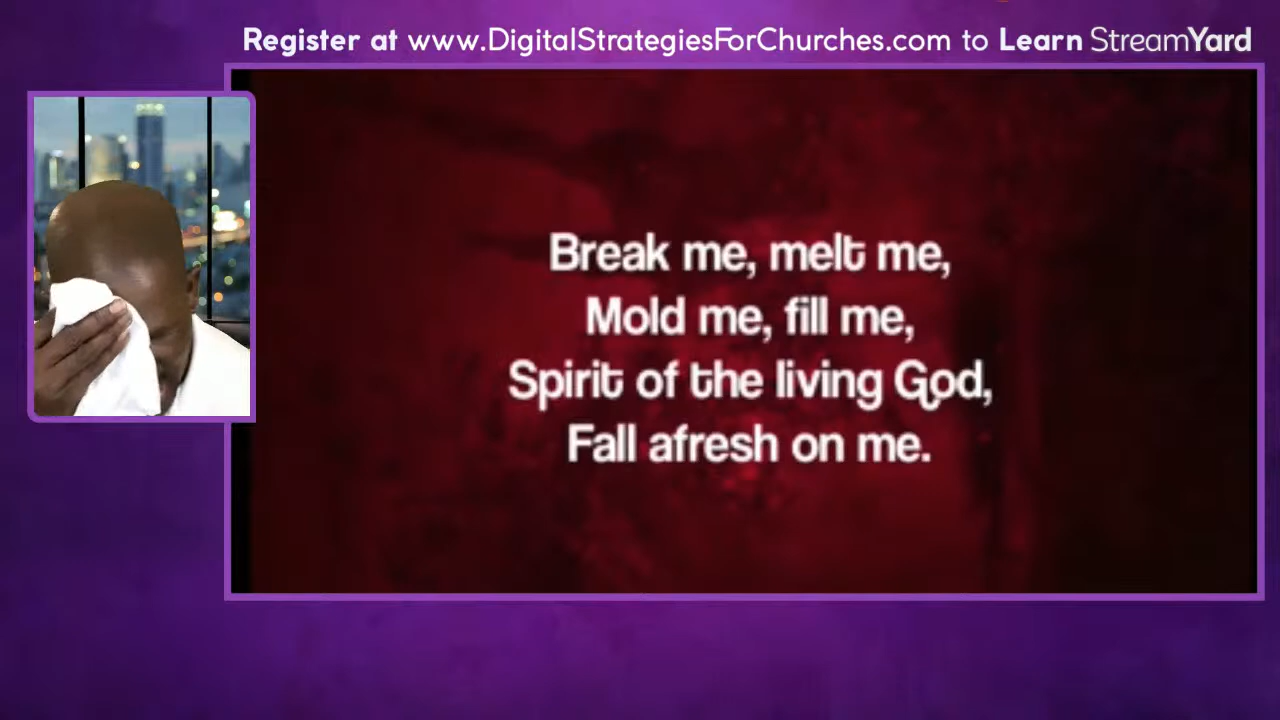 Register at www.DigitalStrategiesForChurches.com to Learn StreamYard
Break me, melt me,
Mold me, fill me,
Spirit of the living God,
Fall afresh on me.